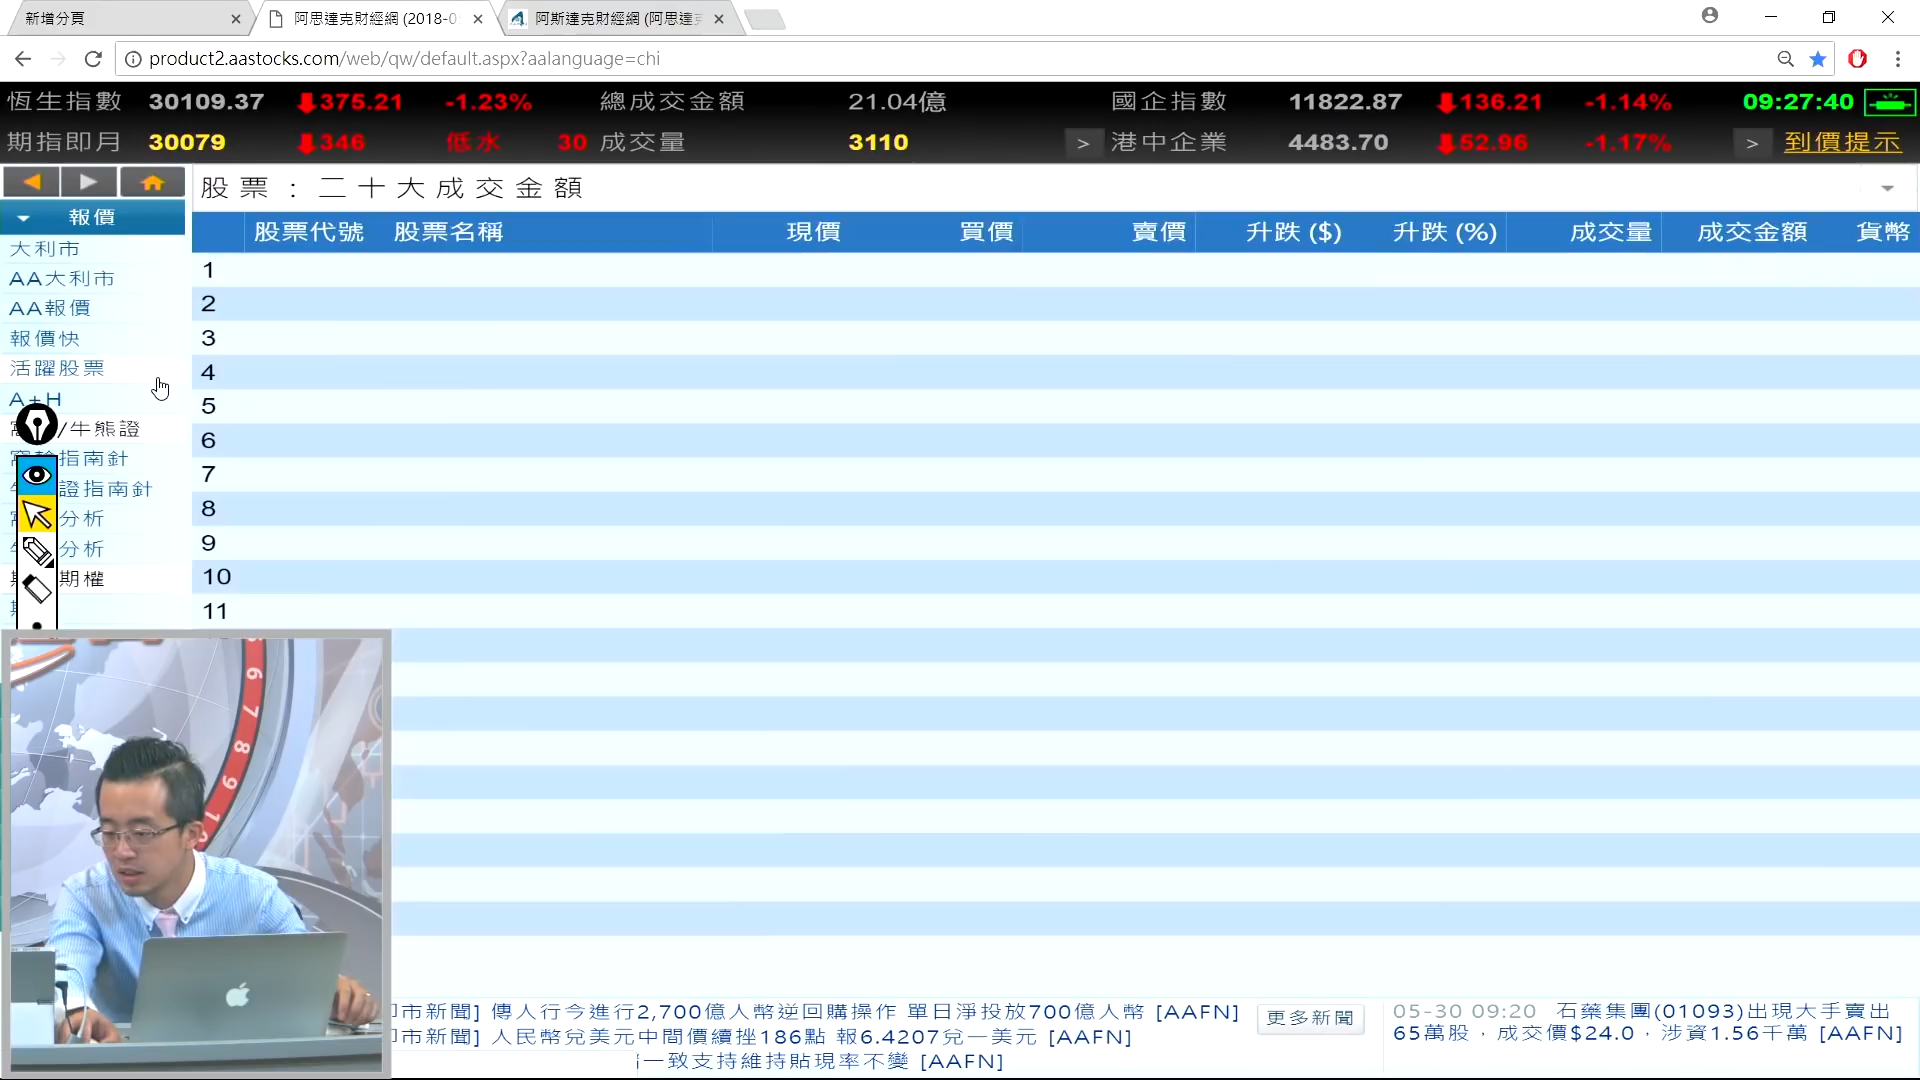 新增分頁
阿思達克財經網 (2018-0
阿斯達克財經網 (阿思達克
product2.aastocks.com/web/qw/default.aspx?aalanguage=chi
恆生指數 30109.37 375.21 -1.23% 總成交金額 21.04億 國企指數 11822.87 136.21 -1.14% 09:27:40
期指即月 30079 346 低水 30 成交量 3110 > 港中企業 4483.70 52.96 -1.17% > 到價提示
股票:二十大成交金額
報價
股票代號 股票名稱 現價 買價 賣價 升跌 ($) 升跌 (%) 成交量 成交金額 貨幣
大利市
AA大利市
AA報價
報價快
活躍股票
A+H
/牛熊證
指南針
證指南針
分析
分析
期權
1
2
3
4
5
6
7
8
9
10
11
6
7
8
9
市新聞] 傳人行今進行2,700億人幣逆回購操作 單日淨投放700億人幣 [AAFN]
市新聞] 人民幣兌美元中間價續挫186點 報6.4207兌一美元 [AAFN]
一致支持維持貼現率不變 [AAFN]
更多新聞
05-30 09:20 石藥集團(01093)出現大手賣出
65萬股,成交價$24.0,涉資1.56千萬 [AAFN]